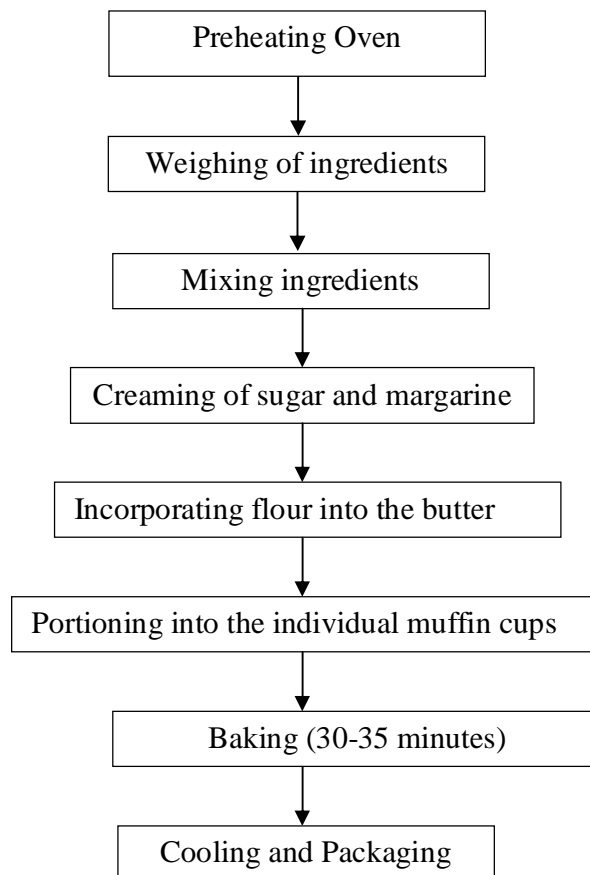 Preheating Oven
Weighing of ingredients
Mixing ingredients
Creaming of sugar and margarine
Incorporating flour into the butter
Portioning into the individual muffin cups
Baking (30-35 minutes)
Cooling and Packaging